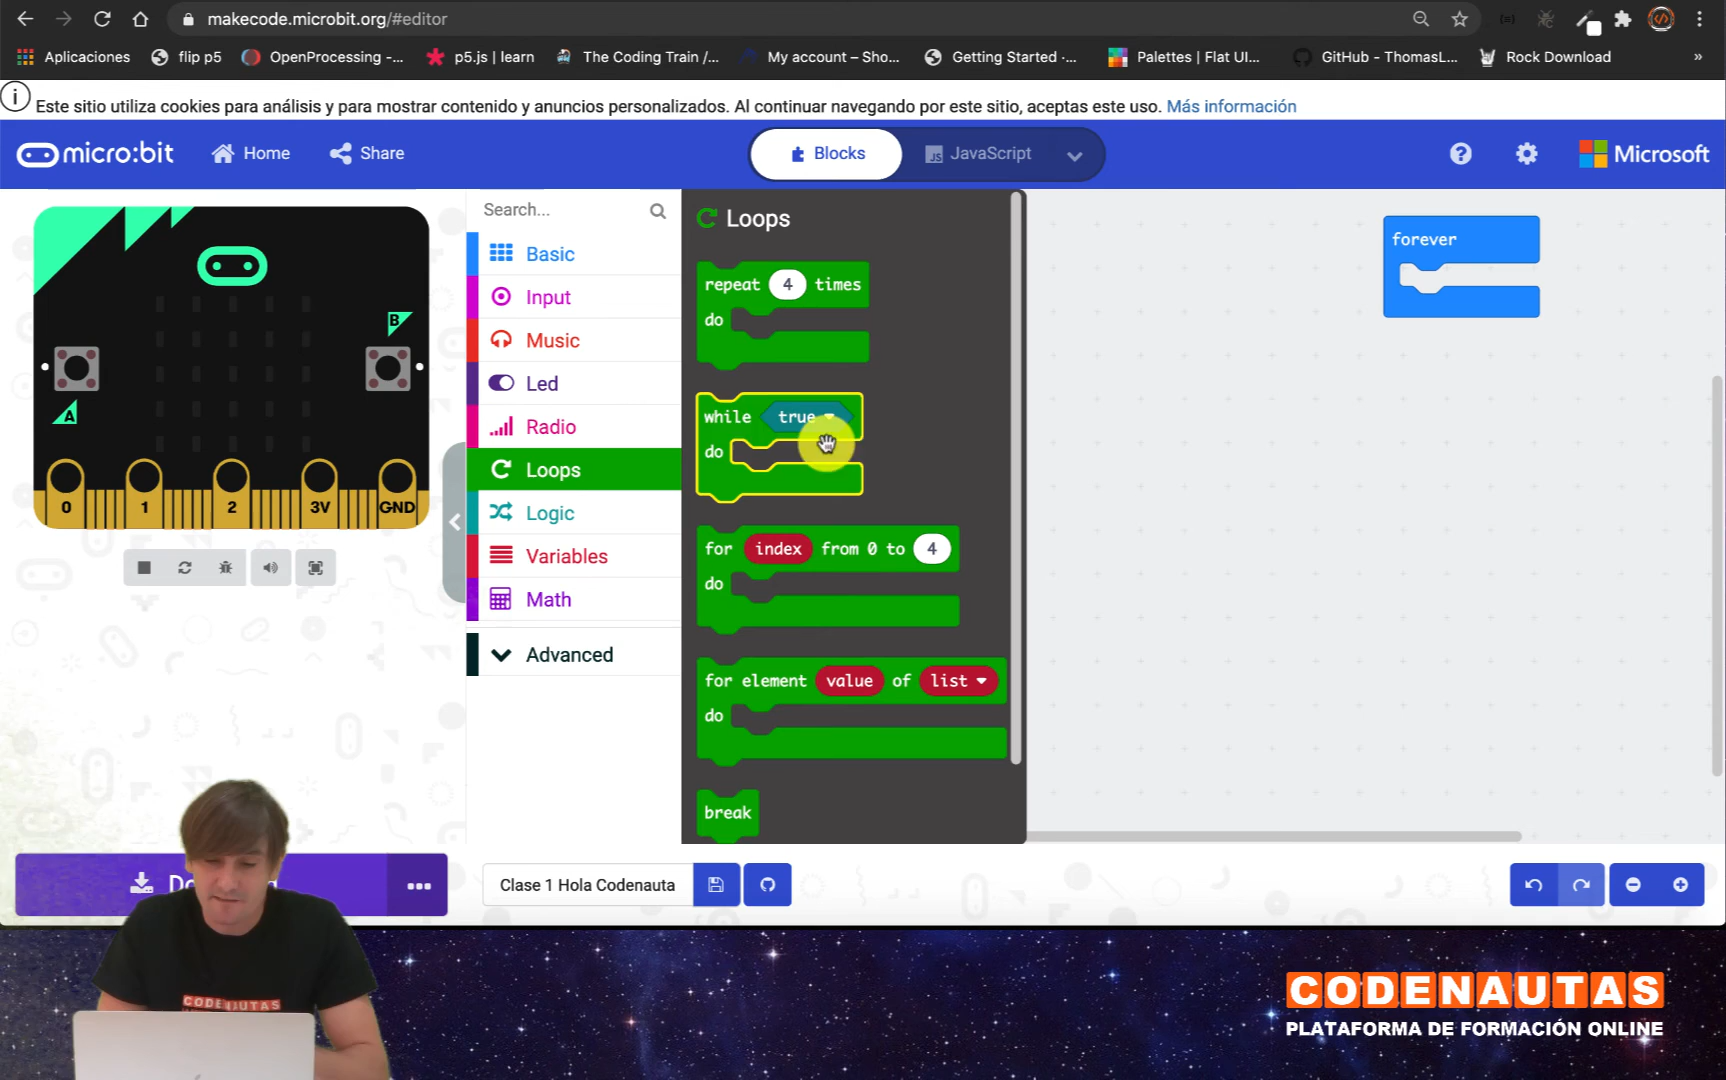 makecode.microbit.org/#editor
Aplicaciones
flip p5
OpenProcessing -...
p5.js | learn
The Coding Train /...
My account – Sho...
Getting Started ·...
Palettes | Flat UI...
GitHub - ThomasL...
Rock Download
»
Este sitio utiliza cookies para análisis y para mostrar contenido y anuncios personalizados. Al continuar navegando por este sitio, aceptas este uso. Más información
micro:bit
Home
Share
Blocks
JS JavaScript
Microsoft
B
A
0 1 2 3V GND
Search...
Basic
Input
Music
Led
Radio
Loops
Logic
Variables
Math
Advanced
Loops
repeat 4 times
do
while true
do
for index from 0 to 4
do
for element value of list
do
break
forever
Clase 1 Hola Codenauta
CODENAUTAS
CODENAUTAS
PLATAFORMA DE FORMACIÓN ONLINE